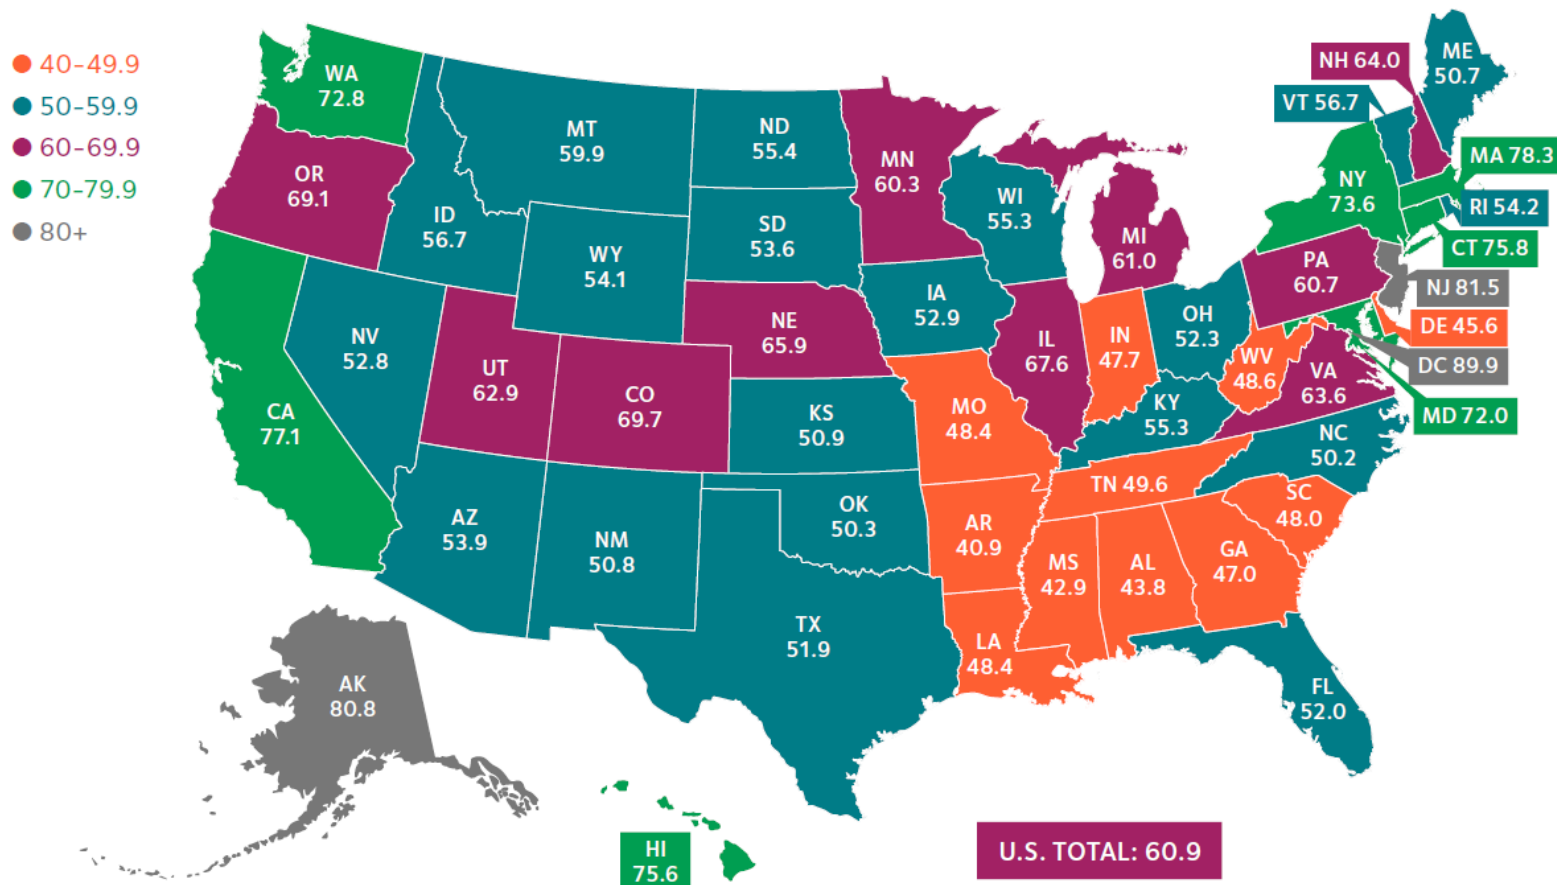 40-49.9
50-59.9
60-69.9
70-79.9
80+
WA
72.8
OR
69.1
CA
77.1
ID
56.7
NV
52.8
MT
59.9
WY
54.1
UT
62.9
CO
69.7
AZ
53.9
NM
50.8
ND
55.4
SD
53.6
NE
65.9
KS
50.9
OK
50.3
TX
51.9
MN
60.3
IA
52.9
MO
48.4
AR
40.9
LA
48.4
WI
55.3
IL
67.6
MI
61.0
IN
47.7
OH
52.3
KY
55.3
TN 49.6
MS
42.9
AL
43.8
GA
47.0
FL
52.0
SC
48.0
NC
50.2
WV
48.6
VA
63.6
PA
60.7
NY
73.6
ME
50.7
NH 64.0
VT 56.7
MA 78.3
RI 54.2
CT 75.8
NJ 81.5
DE 45.6
DC 89.9
MD 72.0
AK
80.8
HI
75.6
U.S. TOTAL: 60.9